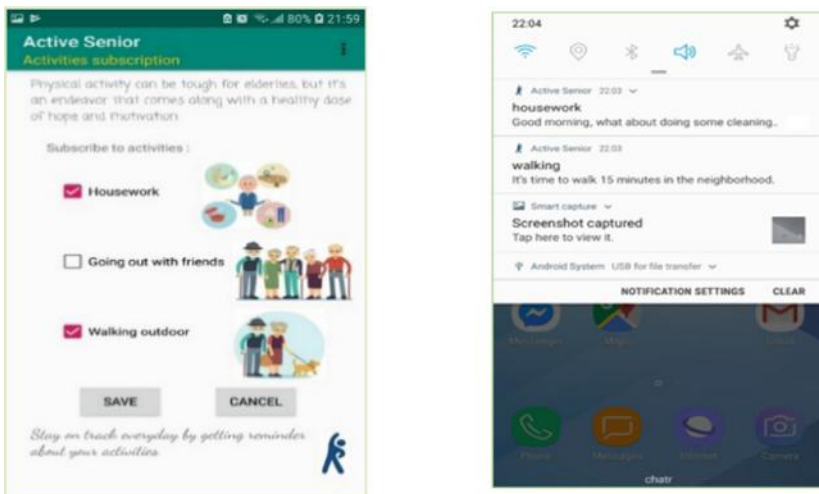 80% 21:59
Active Senior
Activities subscription
Physical activity can be tough for elderlies, but it's
an endeavor that comes along with a healthy dose
of hope and motivation
Subscribe to activities :
Housework
Going out with friends
Walking outdoor
SAVE CANCEL
Stay on track everyday by getting reminder
about your activities
22:04
Active Senior 22:03
housework
Good morning, what about doing some cleaning..
Active Senior 22:03
walking
It's time to walk 15 minutes in the neighborhood.
Smart capture
Screenshot captured
Tap here to view it.
Android System USB for file transfer
NOTIFICATION SETTINGS CLEAR
Messenger Maps Gmail
Phone Messages Internet Camera
chatr